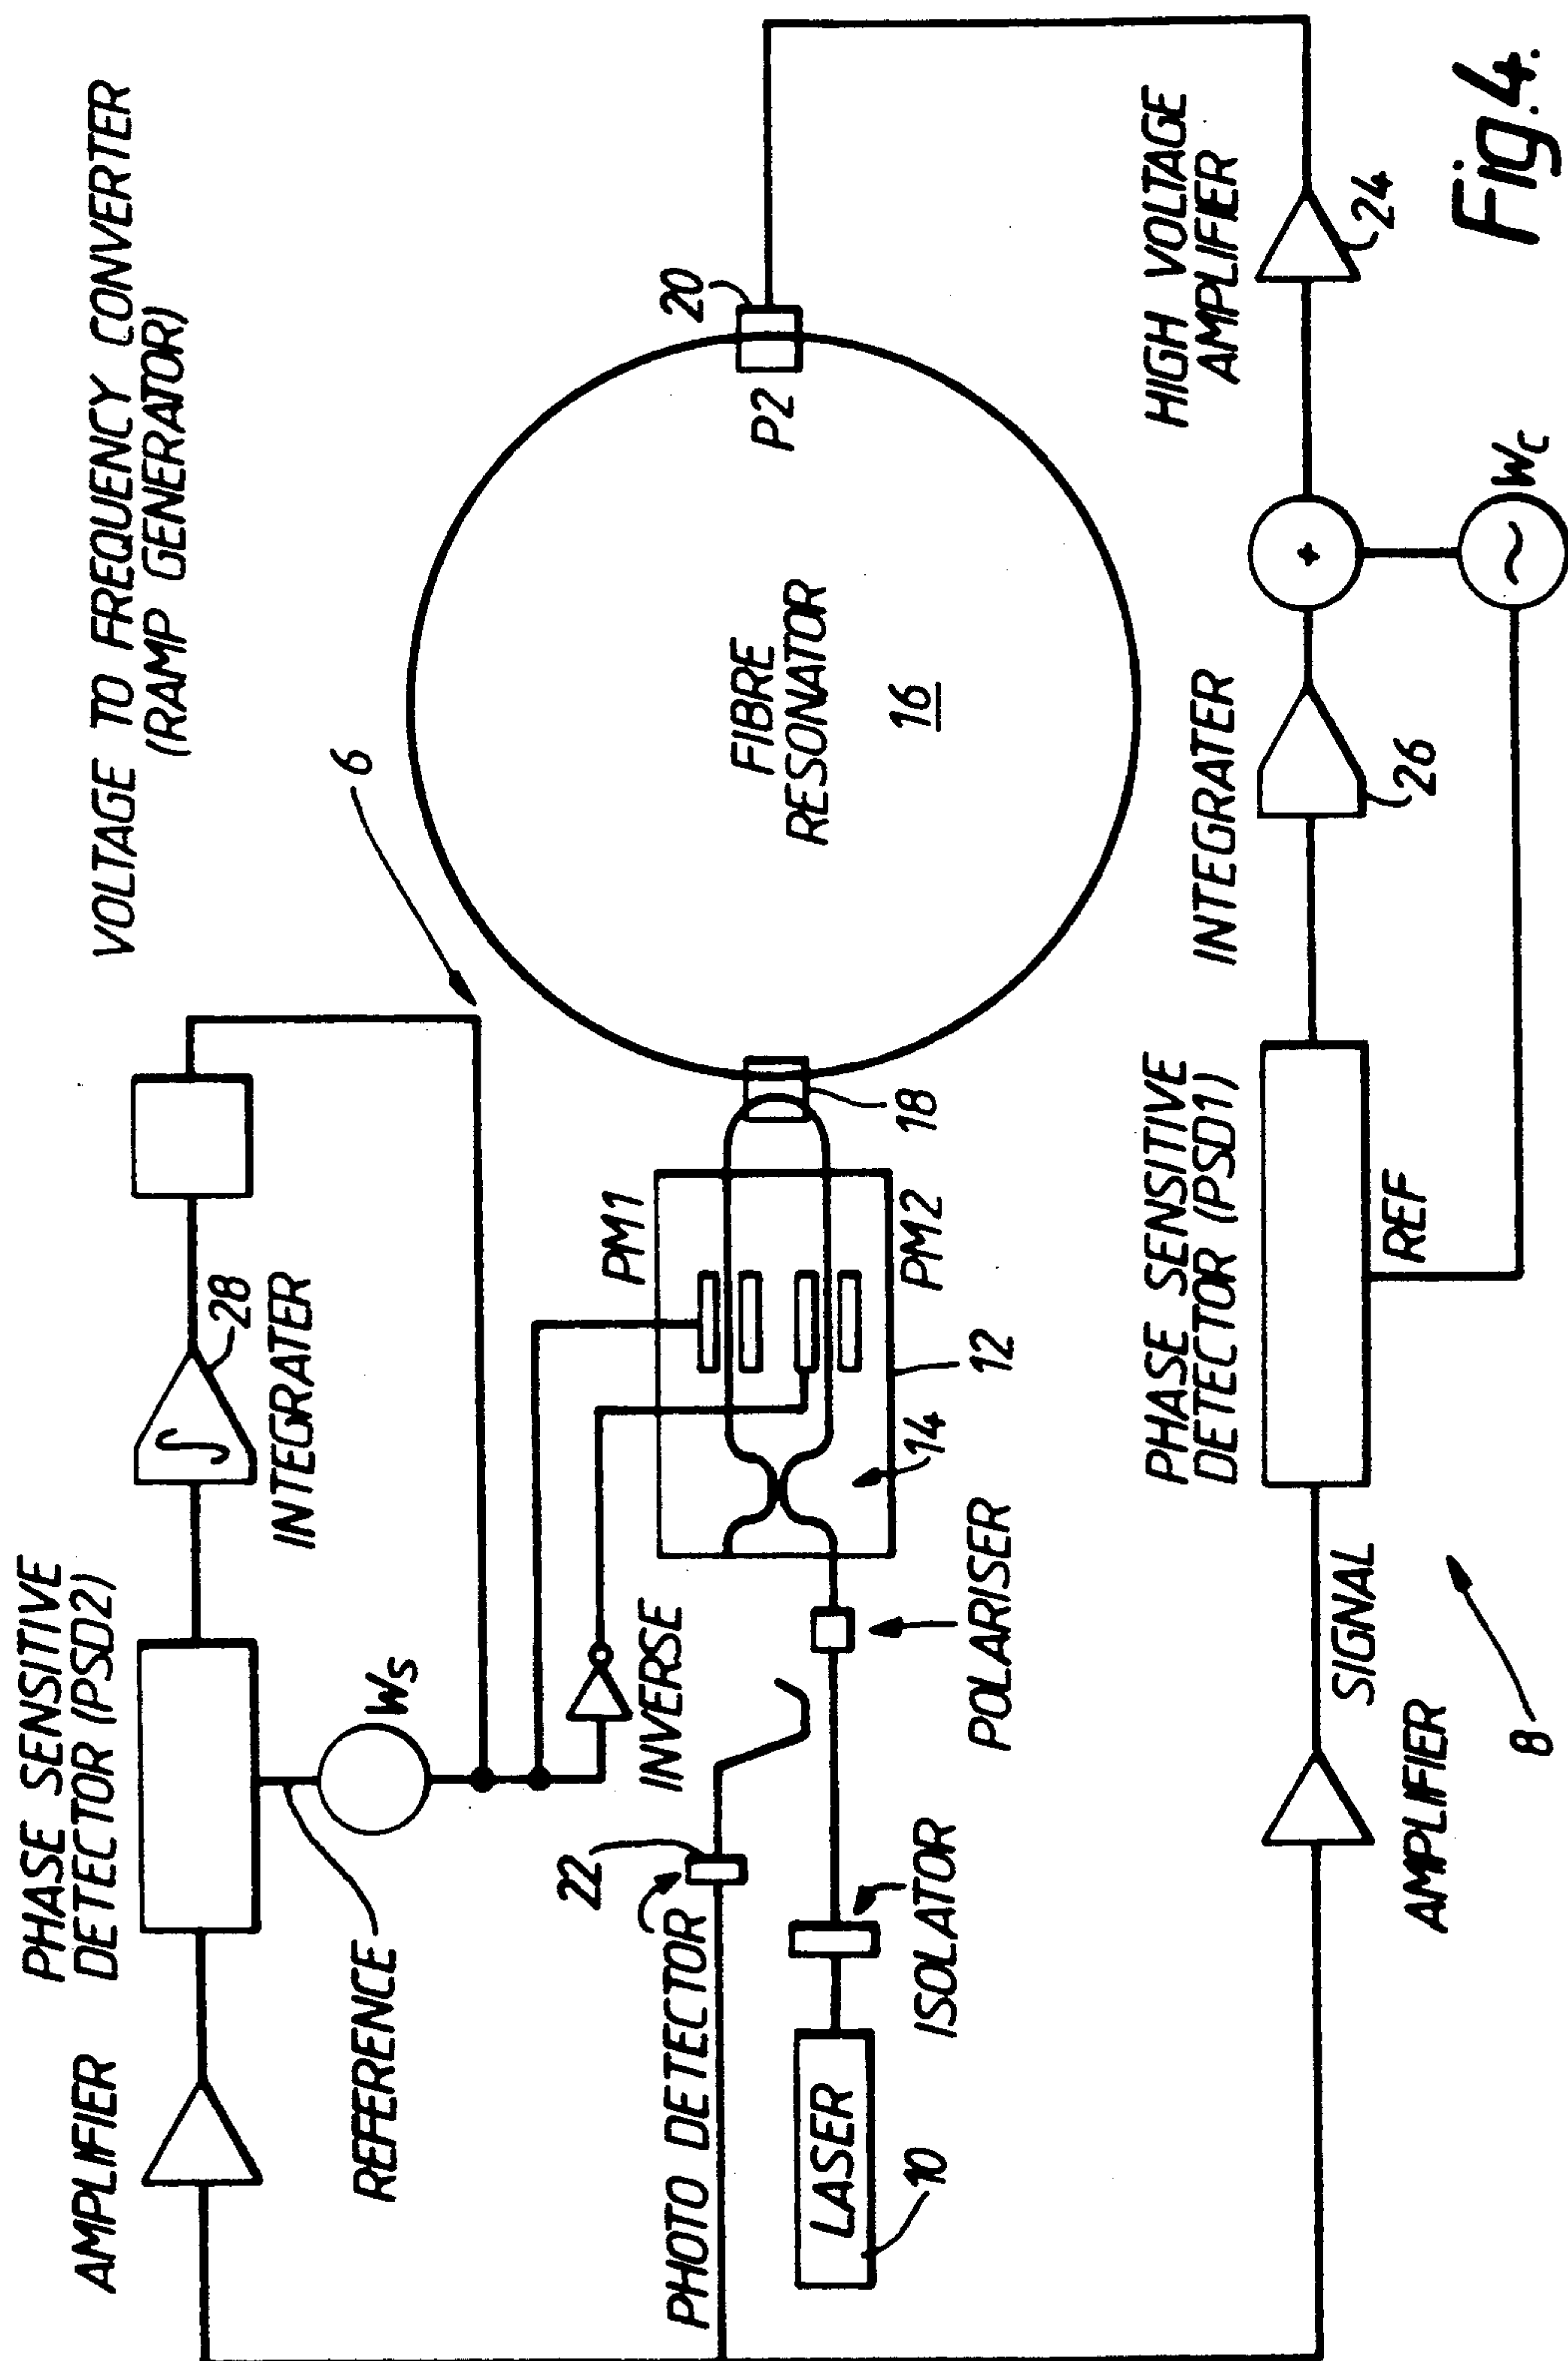 VOLTAGE TO FREQUENCY CONVERTER
(RAMP GENERATOR)
PHASE SENSITIVE
DETECTOR (PSD2)
AMPLIFIER
28
INTEGRATER
6
REFERENCE
WS
INVERSE
PM1
PM2
22
PHOTO DETECTOR
20
P2
FIBRE
RESONATOR
16
18
12
14
POLARISER
ISOLATOR
LASER
10
HIGH VOLTAGE
AMPLIFIER
24
+
~
WC
INTEGRATER
26
PHASE SENSITIVE
DETECTOR (PSD1)
REF
SIGNAL
AMPLIFIER
8
Fig.4.